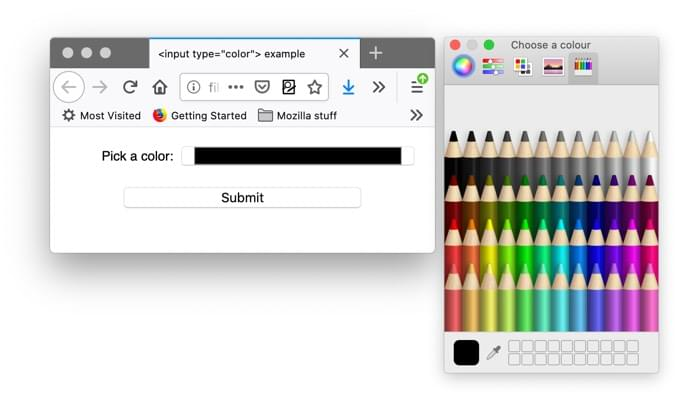 <input type="color"> example
Choose a colour
Most Visited
Getting Started
Mozilla stuff
Pick a color:
Submit